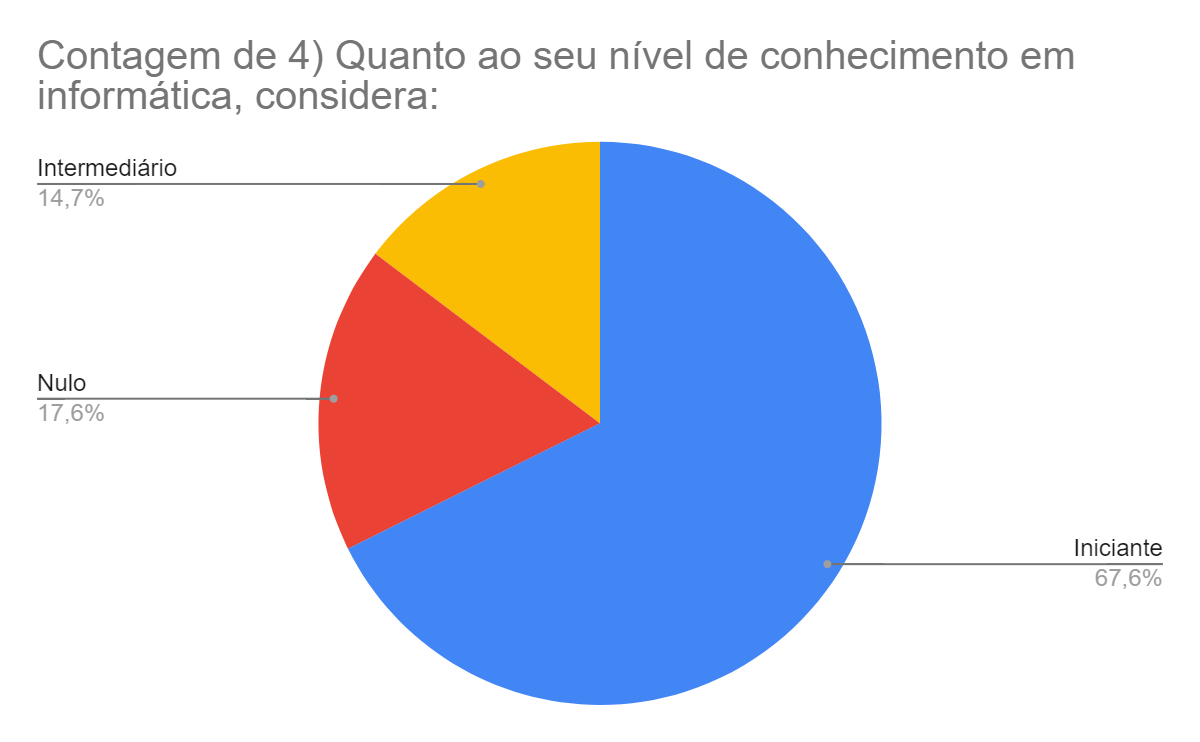 Contagem de 4) Quanto ao seu nível de conhecimento em
informática, considera:
Intermediário
14,7%
Nulo
17,6%
Iniciante
67,6%